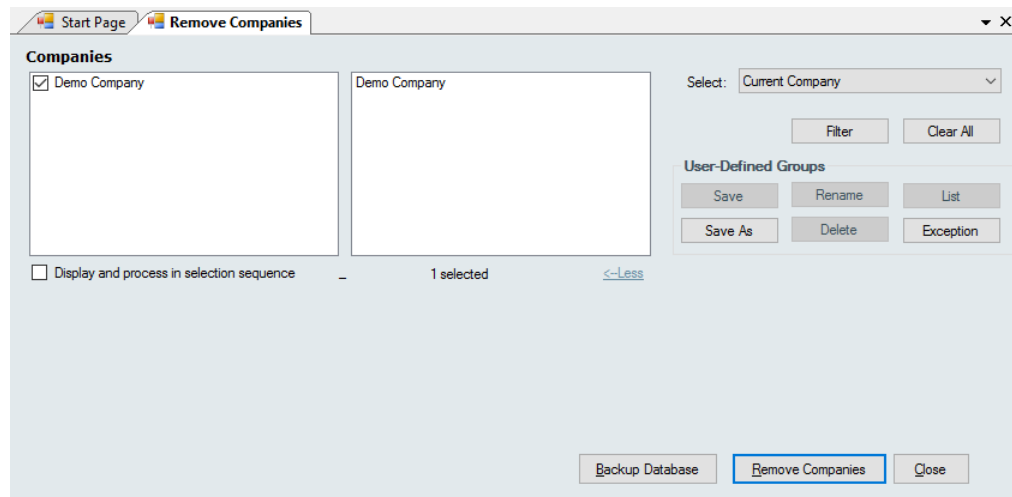 Start Page Remove Companies
Companies
Demo Company
Demo Company
Select: Current Company
Filter Clear All
User-Defined Groups
Save Rename List
Save As Delete Exception
Display and process in selection sequence _ 1 selected <--Less
Backup Database Remove Companies Close